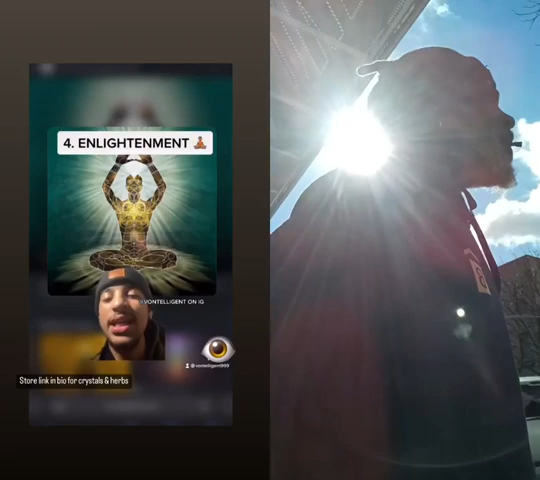 4. ENLIGHTENMENT 🧘🏾
@VONTELLIGENT ON IG
@vontelligent999
Store link in bio for crystals & herbs